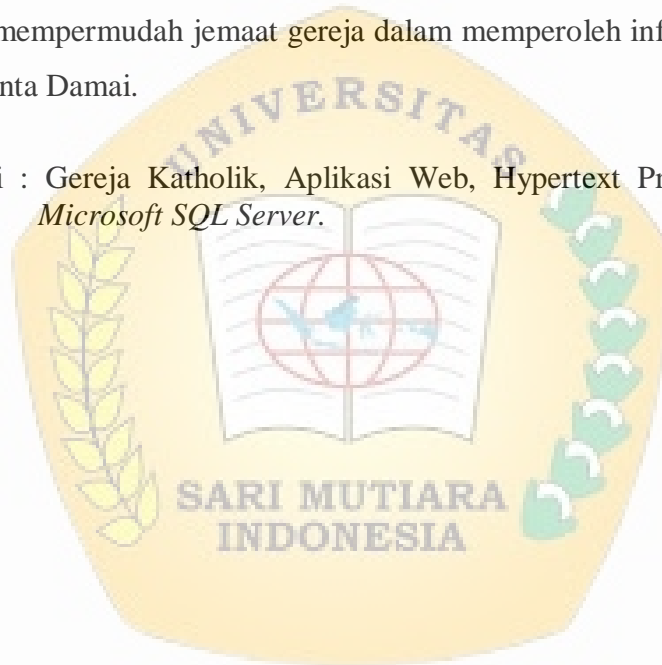 mempermudah jemaat gereja dalam memperoleh inf
nta Damai.
UNIVERSITAS
i : Gereja Katholik, Aplikasi Web, Hypertext Pr
Microsoft SQL Server.
SARI MUTIARA
INDONESIA